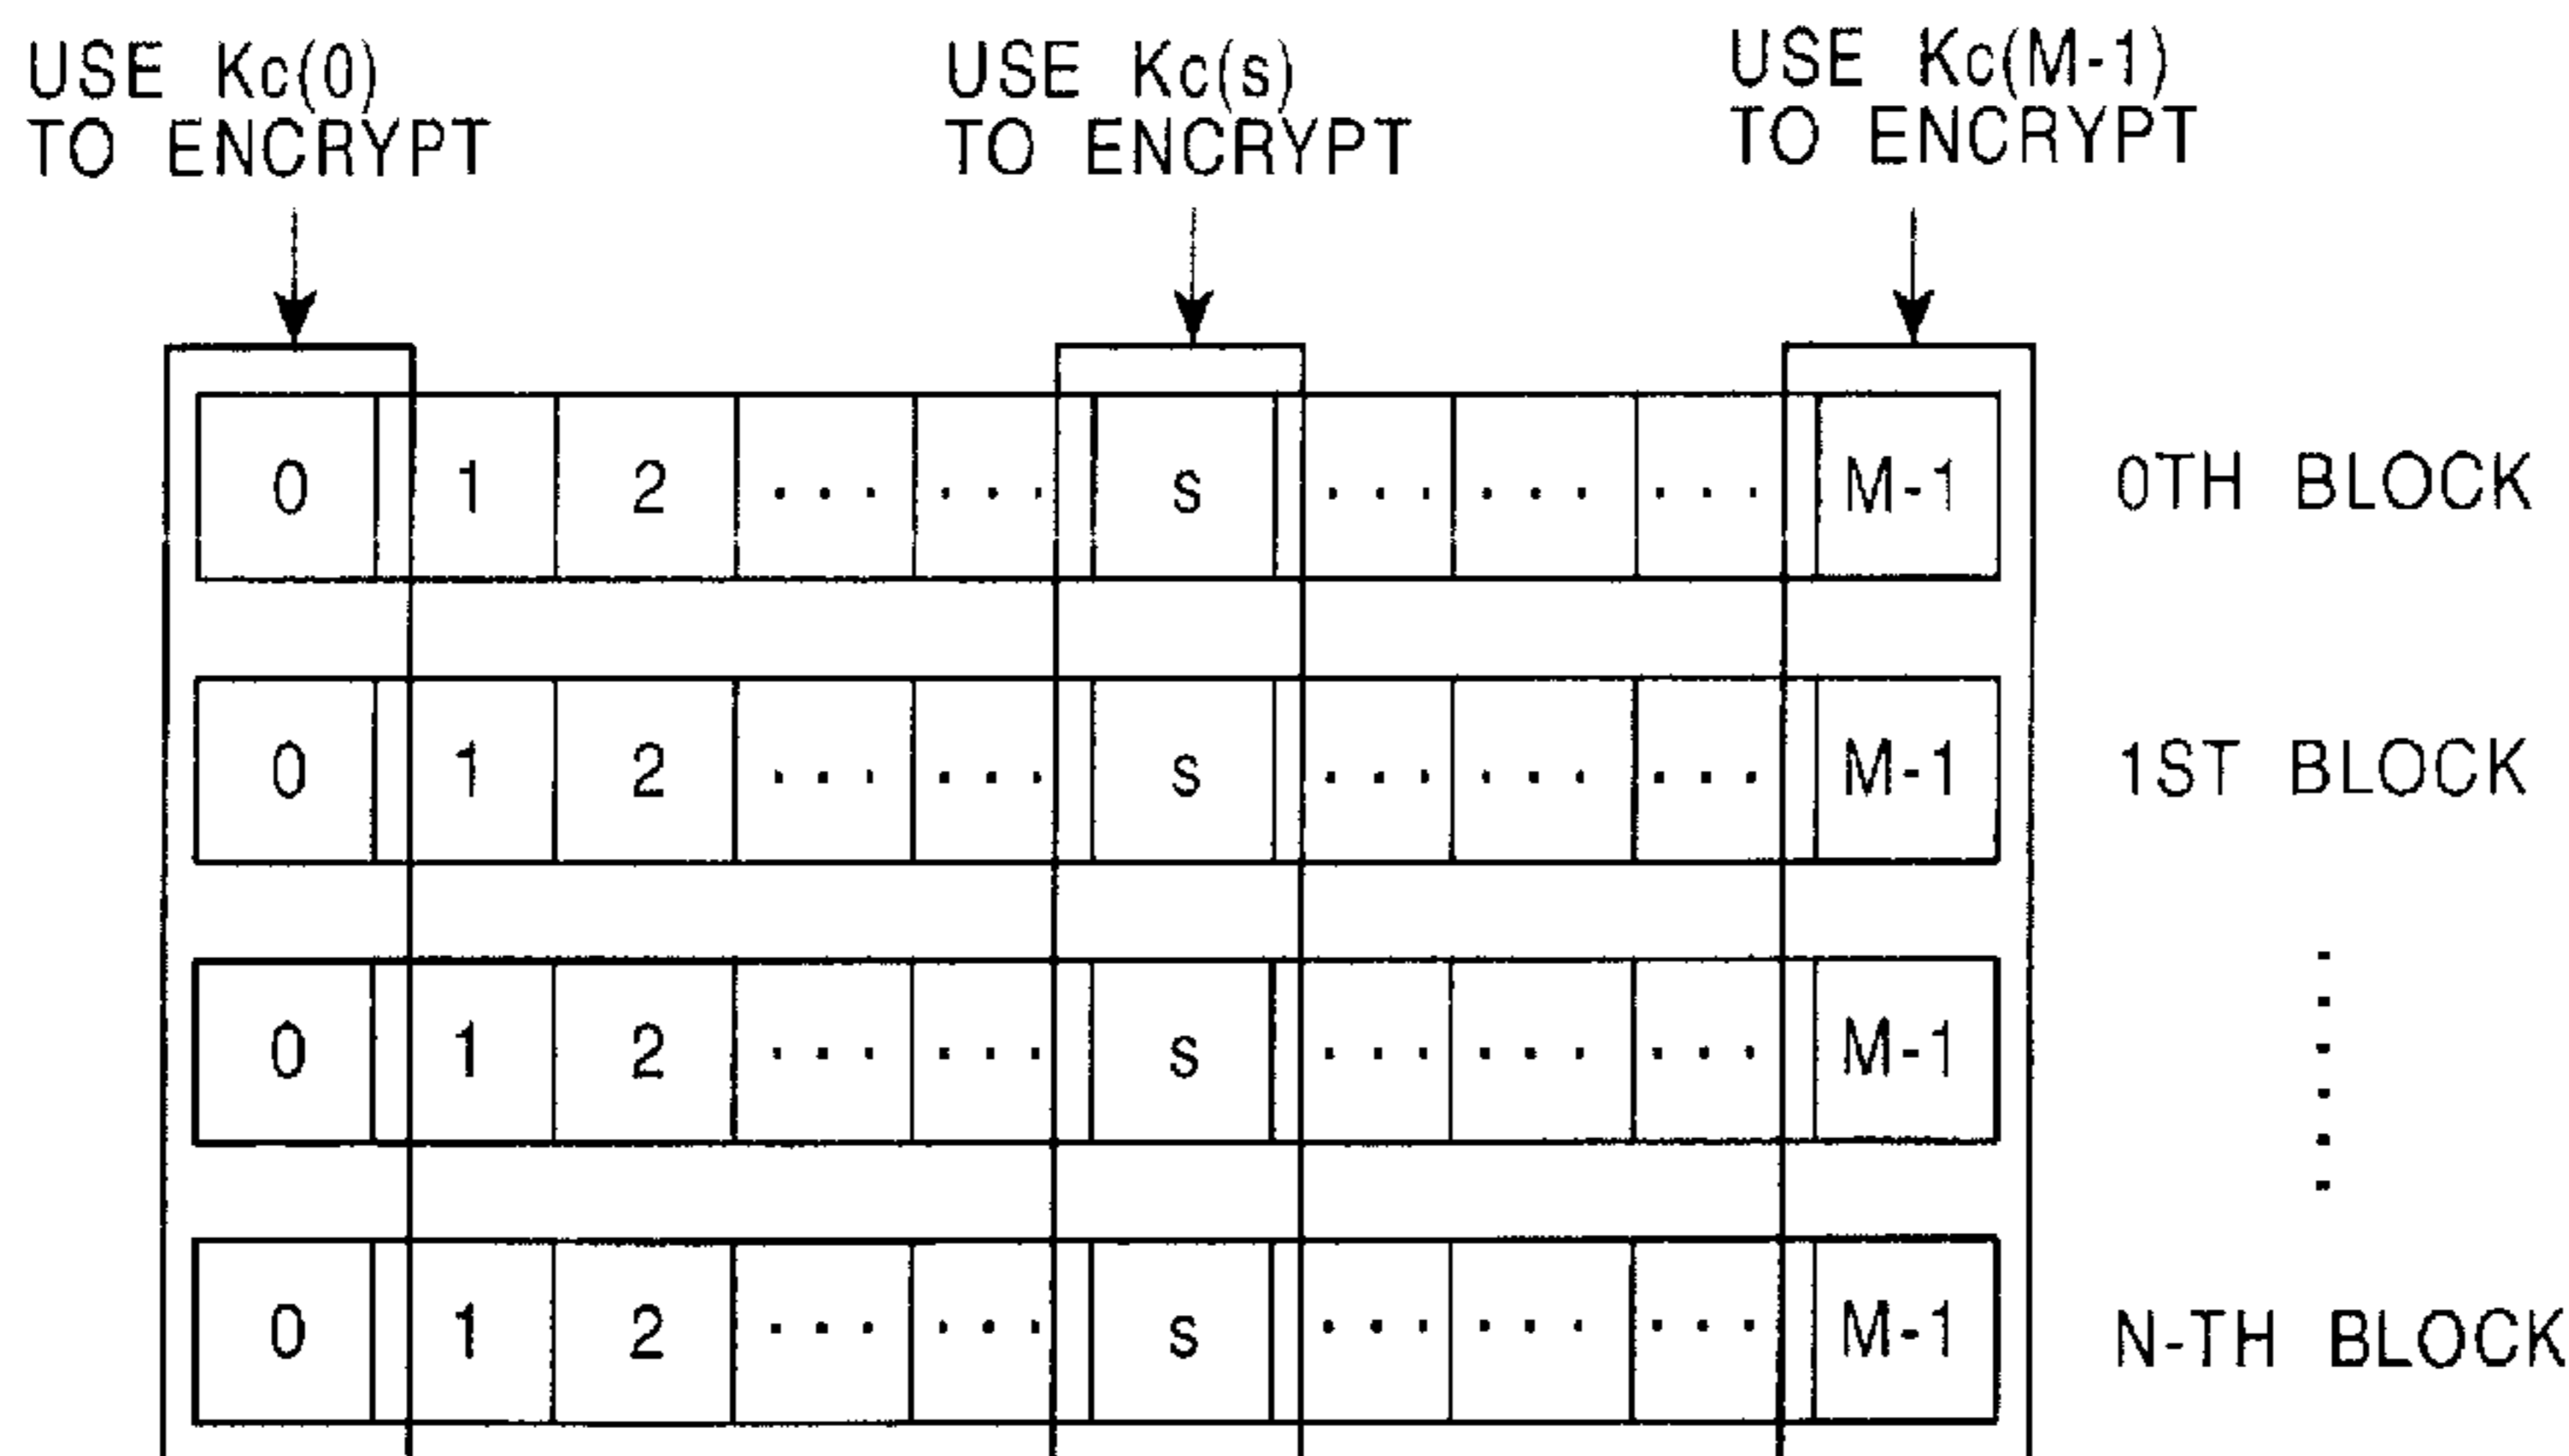 USE Kc(0)
TO ENCRYPT
USE Kc(s)
TO ENCRYPT
USE Kc(M-1)
TO ENCRYPT
0 1 2 ... ... s ... ... ... M-1 0TH BLOCK
0 1 2 ... ... s ... ... ... M-1 1ST BLOCK
0 1 2 ... ... s ... ... ... M-1
0 1 2 ... ... s ... ... ... M-1 N-TH BLOCK